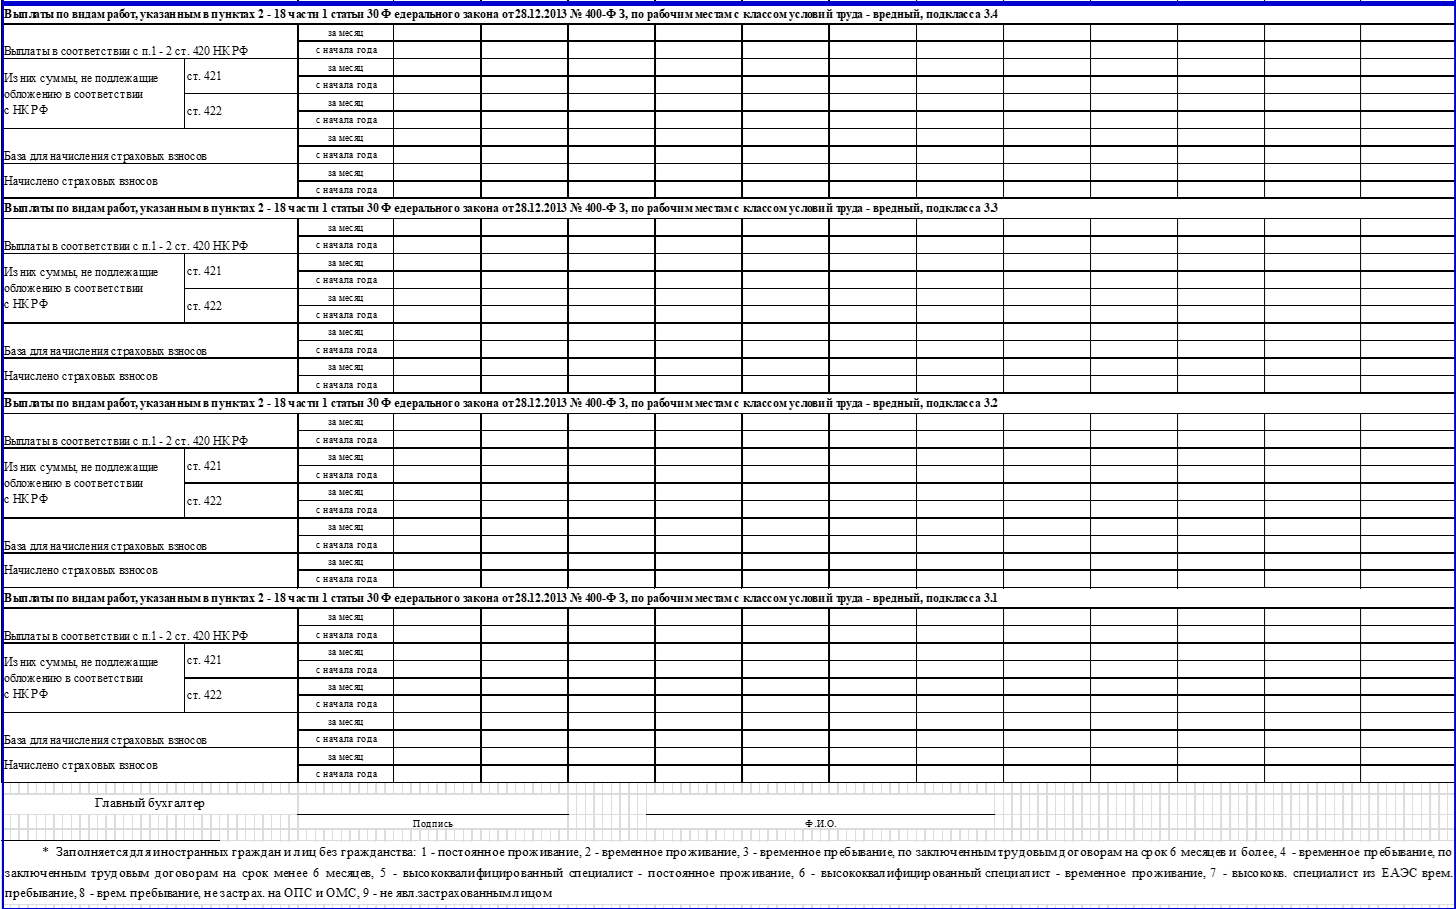 Выплаты по видам работ, указанным в пунктах 2 - 18 части 1 статьи 30 Федерального закона от 28.12.2013 № 400-ФЗ, по рабочим местам с классом условий труда - вредный, подкласса 3.4
за месяц
Выплаты в соответствии с п.1 - 2 ст. 420 НК РФ
с начала года
Из них суммы, не подлежащие
обложению в соответствии
с НК РФ
ст. 421
за месяц
с начала года
ст. 422
за месяц
с начала года
за месяц
База для начисления страховых взносов
с начала года
Начислено страховых взносов
за месяц
с начала года
Выплаты по видам работ, указанным в пунктах 2 - 18 части 1 статьи 30 Федерального закона от 28.12.2013 № 400-ФЗ, по рабочим местам с классом условий труда - вредный, подкласса 3.3
за месяц
Выплаты в соответствии с п.1 - 2 ст. 420 НК РФ
с начала года
Из них суммы, не подлежащие
обложению в соответствии
с НК РФ
ст. 421
за месяц
с начала года
ст. 422
за месяц
с начала года
за месяц
База для начисления страховых взносов
с начала года
Начислено страховых взносов
за месяц
с начала года
Выплаты по видам работ, указанным в пунктах 2 - 18 части 1 статьи 30 Федерального закона от 28.12.2013 № 400-ФЗ, по рабочим местам с классом условий труда - вредный, подкласса 3.2
за месяц
Выплаты в соответствии с п.1 - 2 ст. 420 НК РФ
с начала года
Из них суммы, не подлежащие
обложению в соответствии
с НК РФ
ст. 421
за месяц
с начала года
ст. 422
за месяц
с начала года
за месяц
База для начисления страховых взносов
с начала года
Начислено страховых взносов
за месяц
с начала года
Выплаты по видам работ, указанным в пунктах 2 - 18 части 1 статьи 30 Федерального закона от 28.12.2013 № 400-ФЗ, по рабочим местам с классом условий труда - вредный, подкласса 3.1
за месяц
Выплаты в соответствии с п.1 - 2 ст. 420 НК РФ
с начала года
Из них суммы, не подлежащие
обложению в соответствии
с НК РФ
ст. 421
за месяц
с начала года
ст. 422
за месяц
с начала года
за месяц
База для начисления страховых взносов
с начала года
Начислено страховых взносов
за месяц
с начала года
Главный бухгалтер
Подпись
Ф.И.О.
* Заполняется для иностранных граждан и лиц без гражданства: 1 - постоянное проживание, 2 - временное проживание, 3 - временное пребывание, по заключенным трудовым договорам на срок 6 месяцев и более, 4 - временное пребывание, по
заключенным трудовым договорам на срок менее 6 месяцев, 5 - высококвалифицированный специалист - постоянное проживание, 6 - высококвалифицированный специалист - временное проживание, 7 - высококв. специалист из ЕАЭС врем.
пребывание, 8 - врем. пребывание, не застрах. на ОПС и ОМС, 9 - не явл.застрахованным лицом